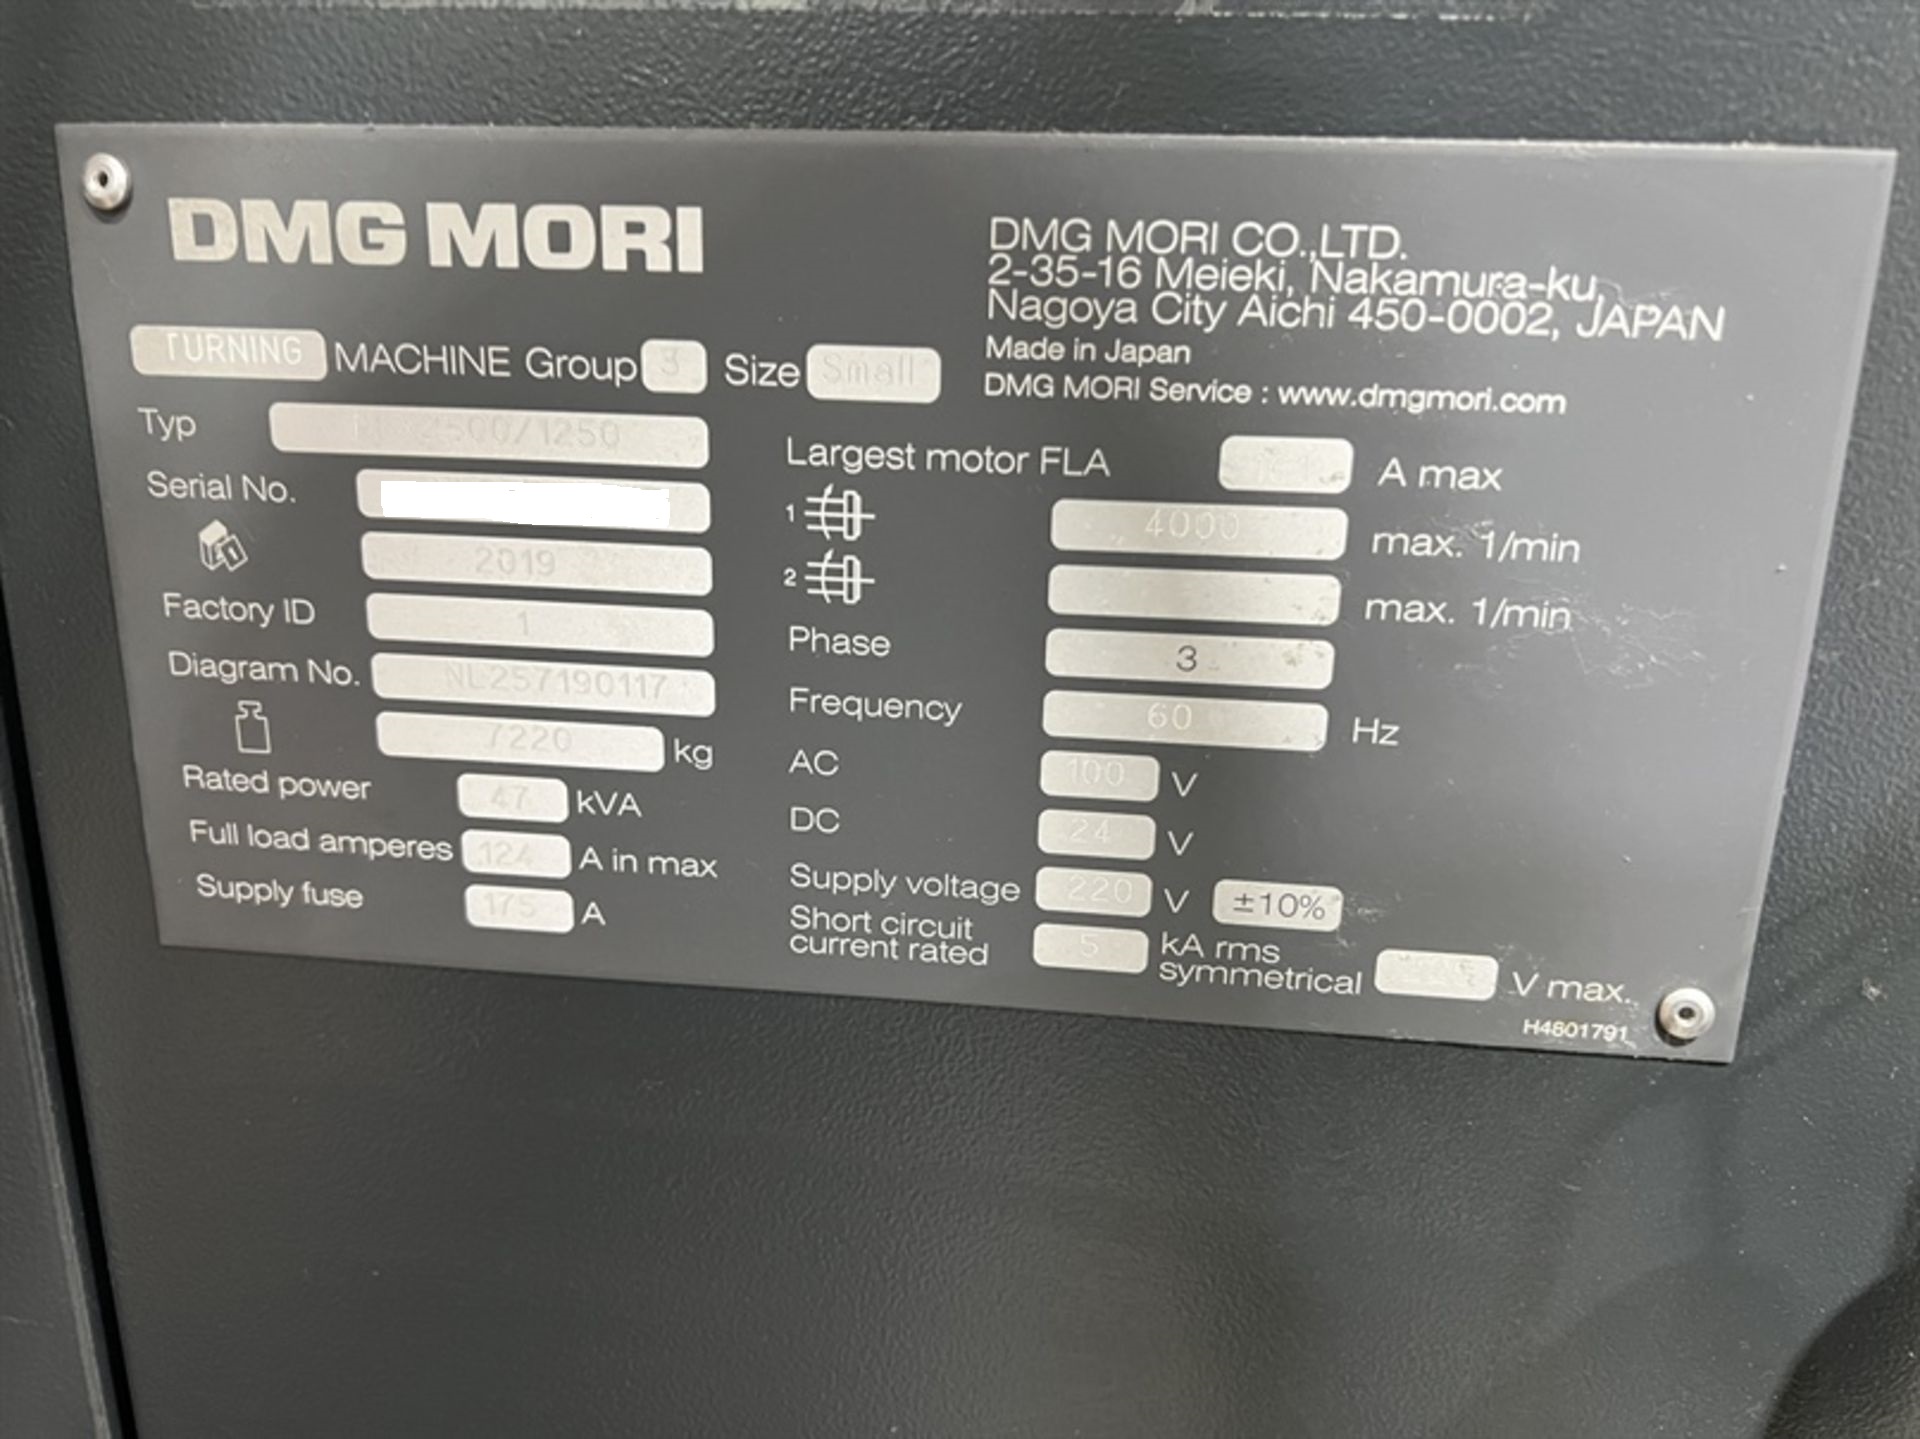 DMG MORI
DMG MORI CO.,LTD.
2-35-16 Meieki, Nakamura-ku,
Nagoya City Aichi 450-0002, JAPAN
Made in Japan
DMG MORI Service : www.dmgmori.com
TURNING MACHINE Group 3 Size Small
Typ 2500/1250
Serial No.
2019
Factory ID 1
Diagram No. NL257190117
7220 kg
Rated power 47 kVA
Full load amperes 124 A in max
Supply fuse 175 A
Largest motor FLA A max
1 4000 max. 1/min
2 max. 1/min
Phase 3
Frequency 60 Hz
AC 100 V
DC 24 V
Supply voltage 220 V ±10%
Short circuit
current rated 5 kA rms
symmetrical V max.
H4801791